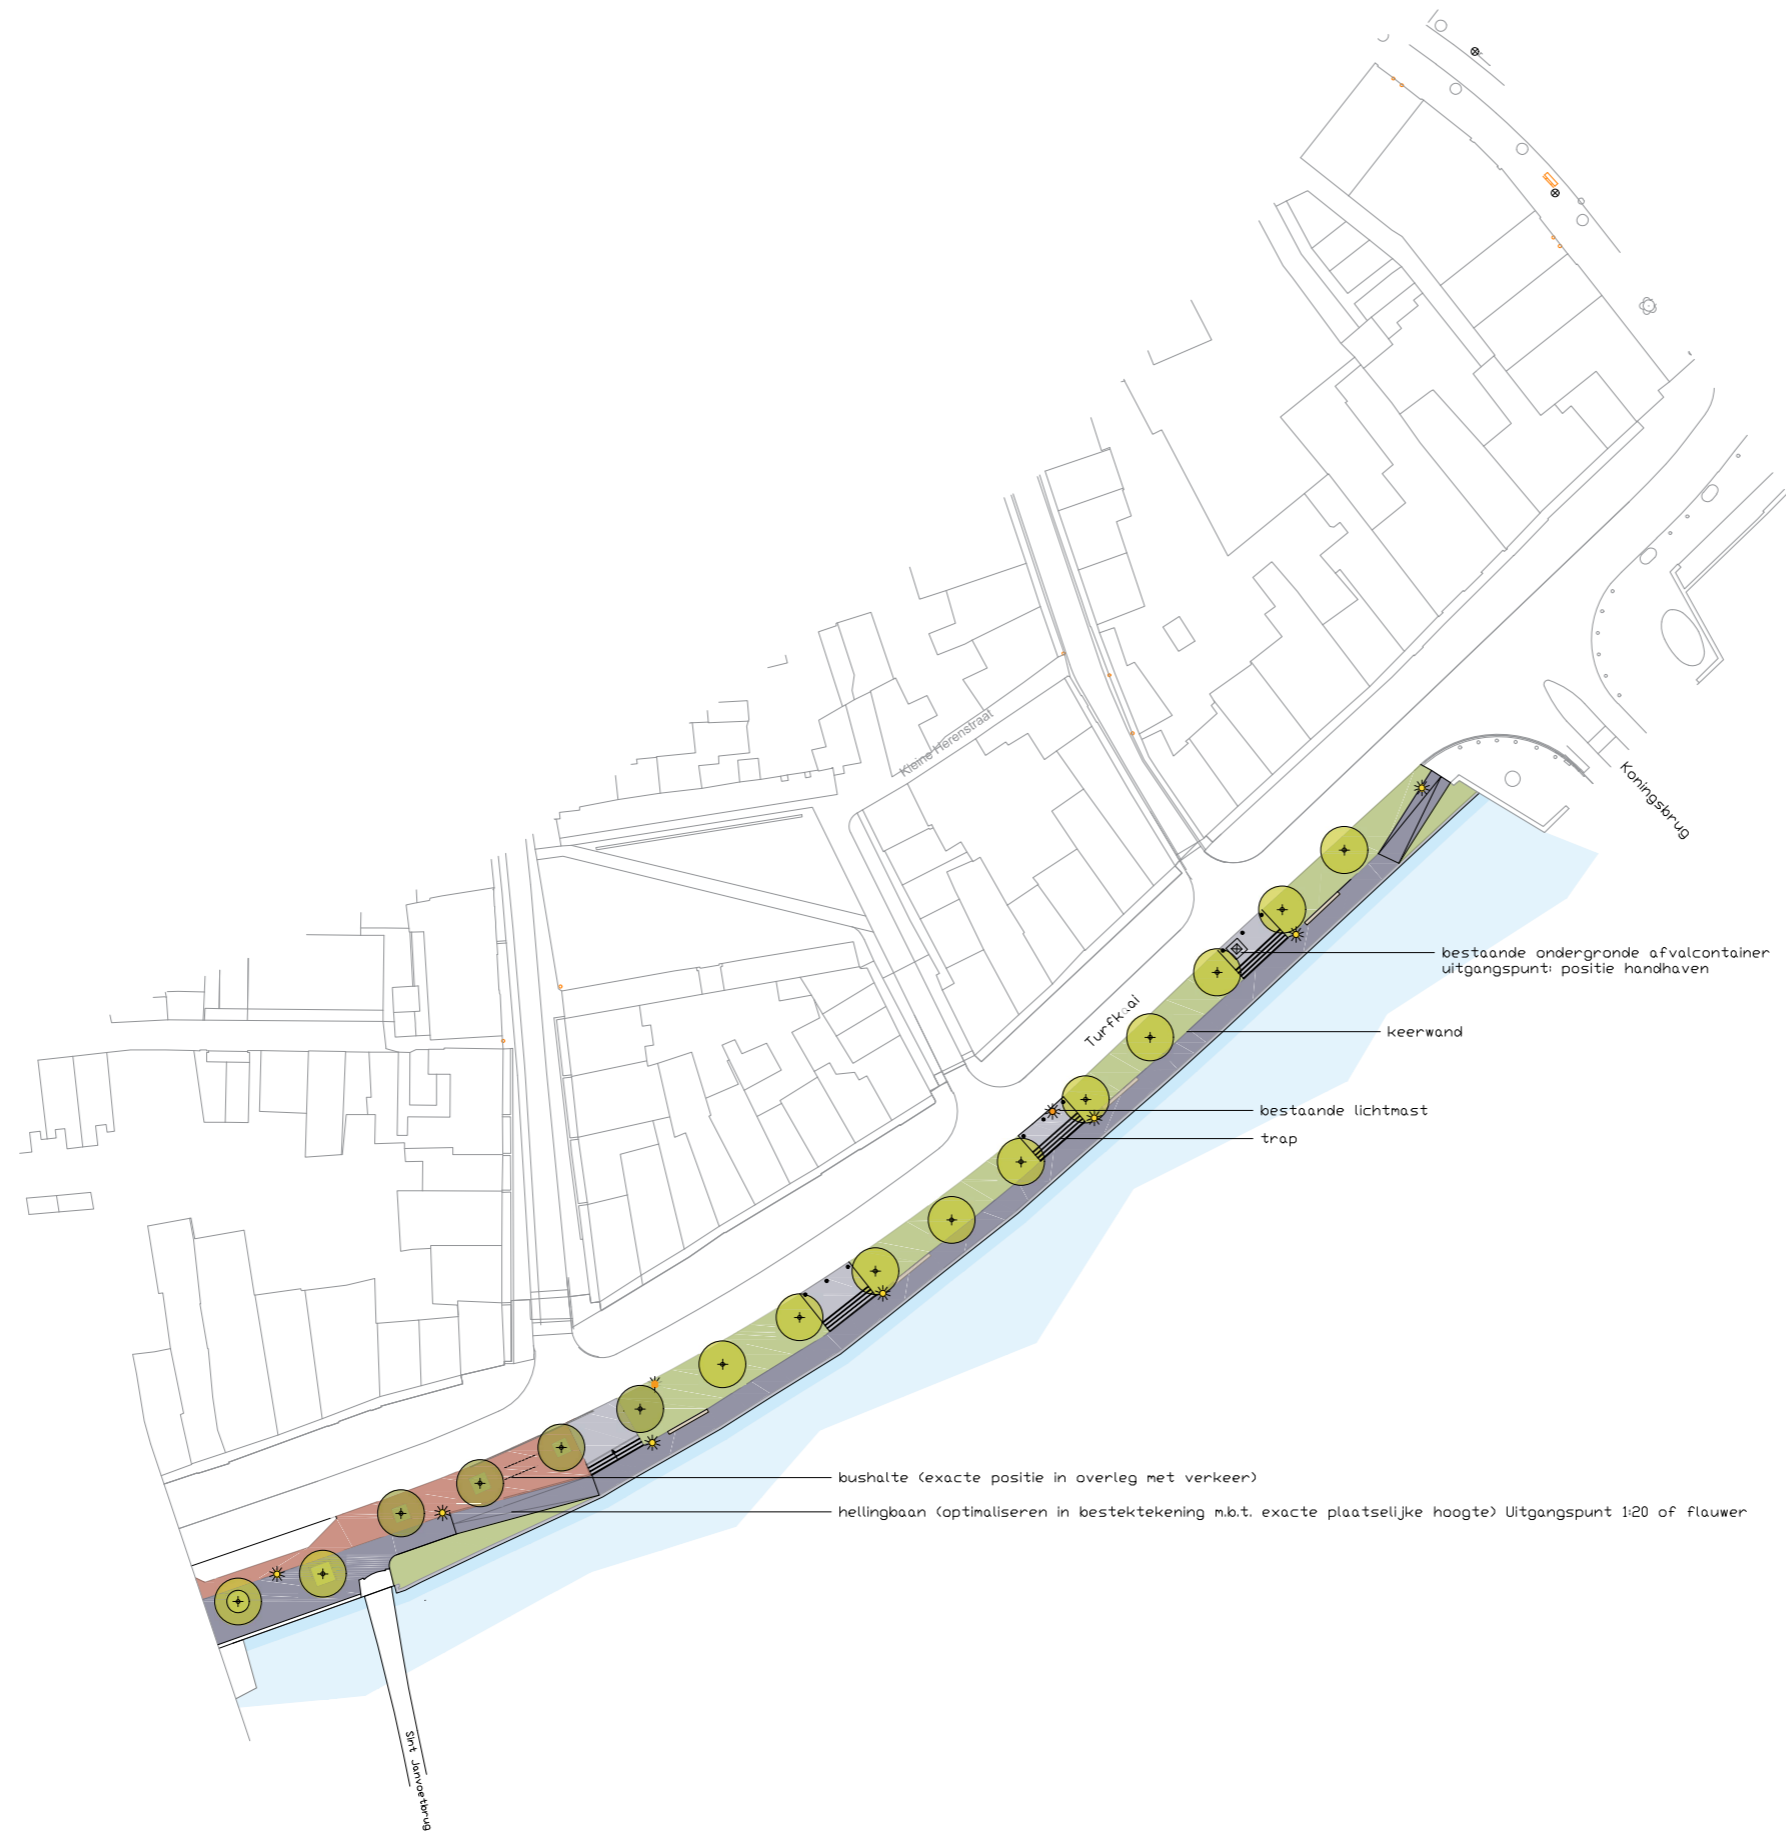 Kleine Herenstraat
Koningsbrug
bestaande ondergronde afvalcontainer
uitgangspunt: positie handhaven
Turfkaai
keerwand
bestaande lichtmast
trap
bushalte (exacte positie in overleg met verkeer)
hellingbaan (optimaliseren in bestektekening m.b.t. exacte plaatselijke hoogte) Uitgangspunt 1:20 of flauwer
Sint Janvoetbrug